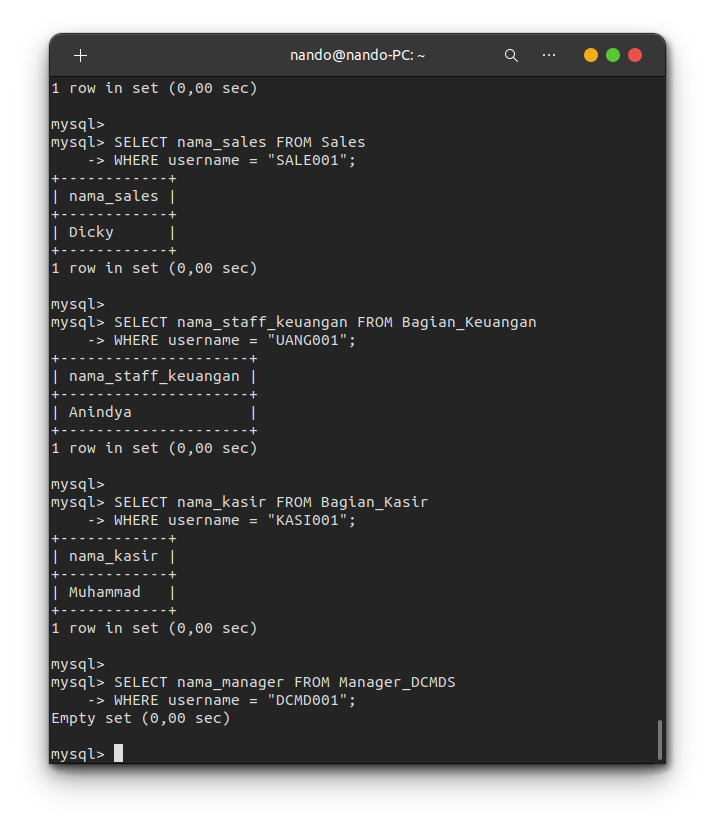 nando@nando-PC: ~
1 row in set (0,00 sec)
mysql>
mysql> SELECT nama_sales FROM Sales
    -> WHERE username = "SALE001";
+------------+
| nama_sales |
+------------+
| Dicky      |
+------------+
1 row in set (0,00 sec)
mysql>
mysql> SELECT nama_staff_keuangan FROM Bagian_Keuangan
    -> WHERE username = "UANG001";
+---------------------+
| nama_staff_keuangan |
+---------------------+
| Anindya             |
+---------------------+
1 row in set (0,00 sec)
mysql>
mysql> SELECT nama_kasir FROM Bagian_Kasir
    -> WHERE username = "KASI001";
+------------+
| nama_kasir |
+------------+
| Muhammad   |
+------------+
1 row in set (0,00 sec)
mysql>
mysql> SELECT nama_manager FROM Manager_DCMDS
    -> WHERE username = "DCMD001";
Empty set (0,00 sec)
mysql>